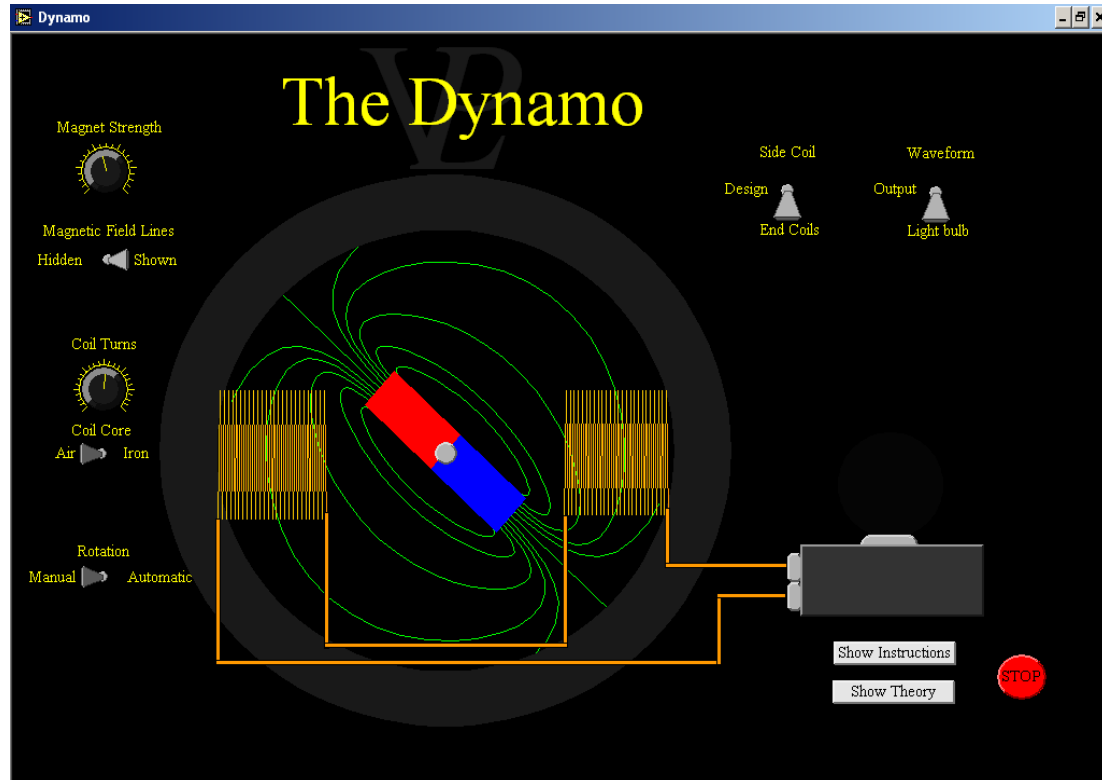 Dynamo
VPL
The Dynamo
Magnet Strength
Magnetic Field Lines
Hidden Shown
Coil Turns
Coil Core
Air Iron
Rotation
Manual Automatic
Side Coil
Design
End Coils
Waveform
Output
Light bulb
Show Instructions
Show Theory
STOP